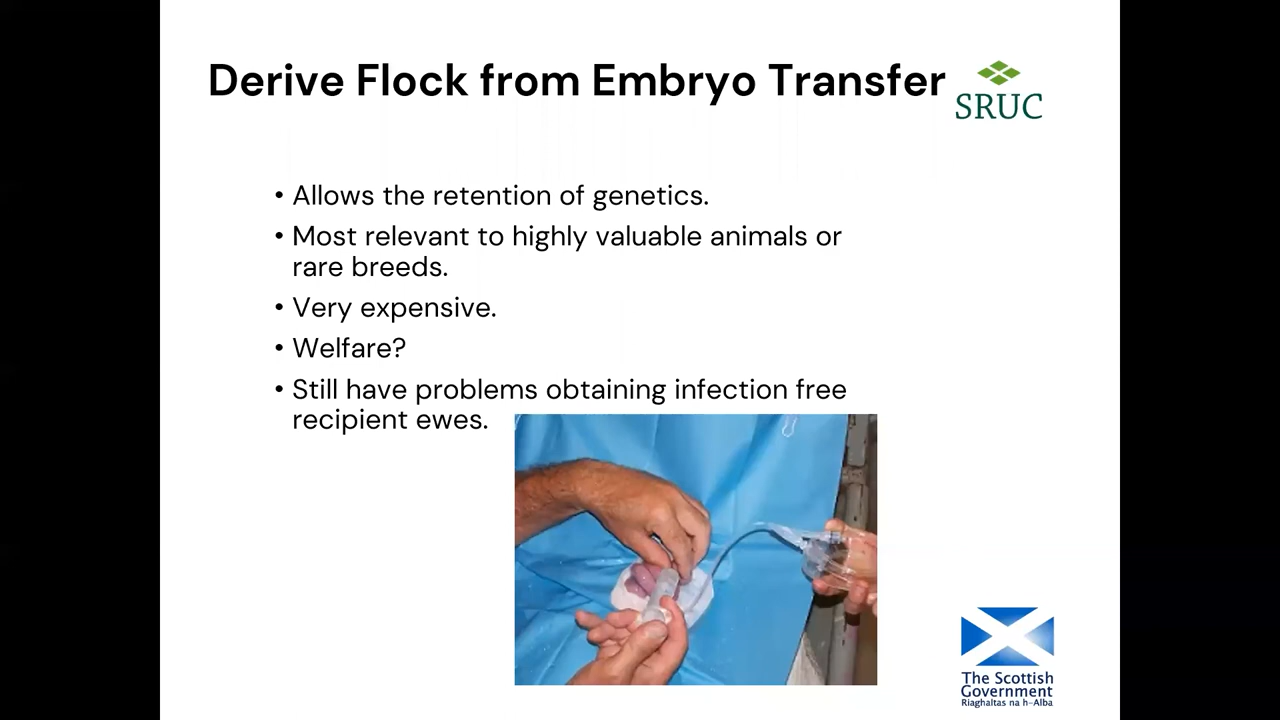 Derive Flock from Embryo Transfer
SRUC
• Allows the retention of genetics.
• Most relevant to highly valuable animals or
rare breeds.
• Very expensive.
• Welfare?
• Still have problems obtaining infection free
recipient ewes.
The Scottish
Government
Riaghaltas na h-Alba